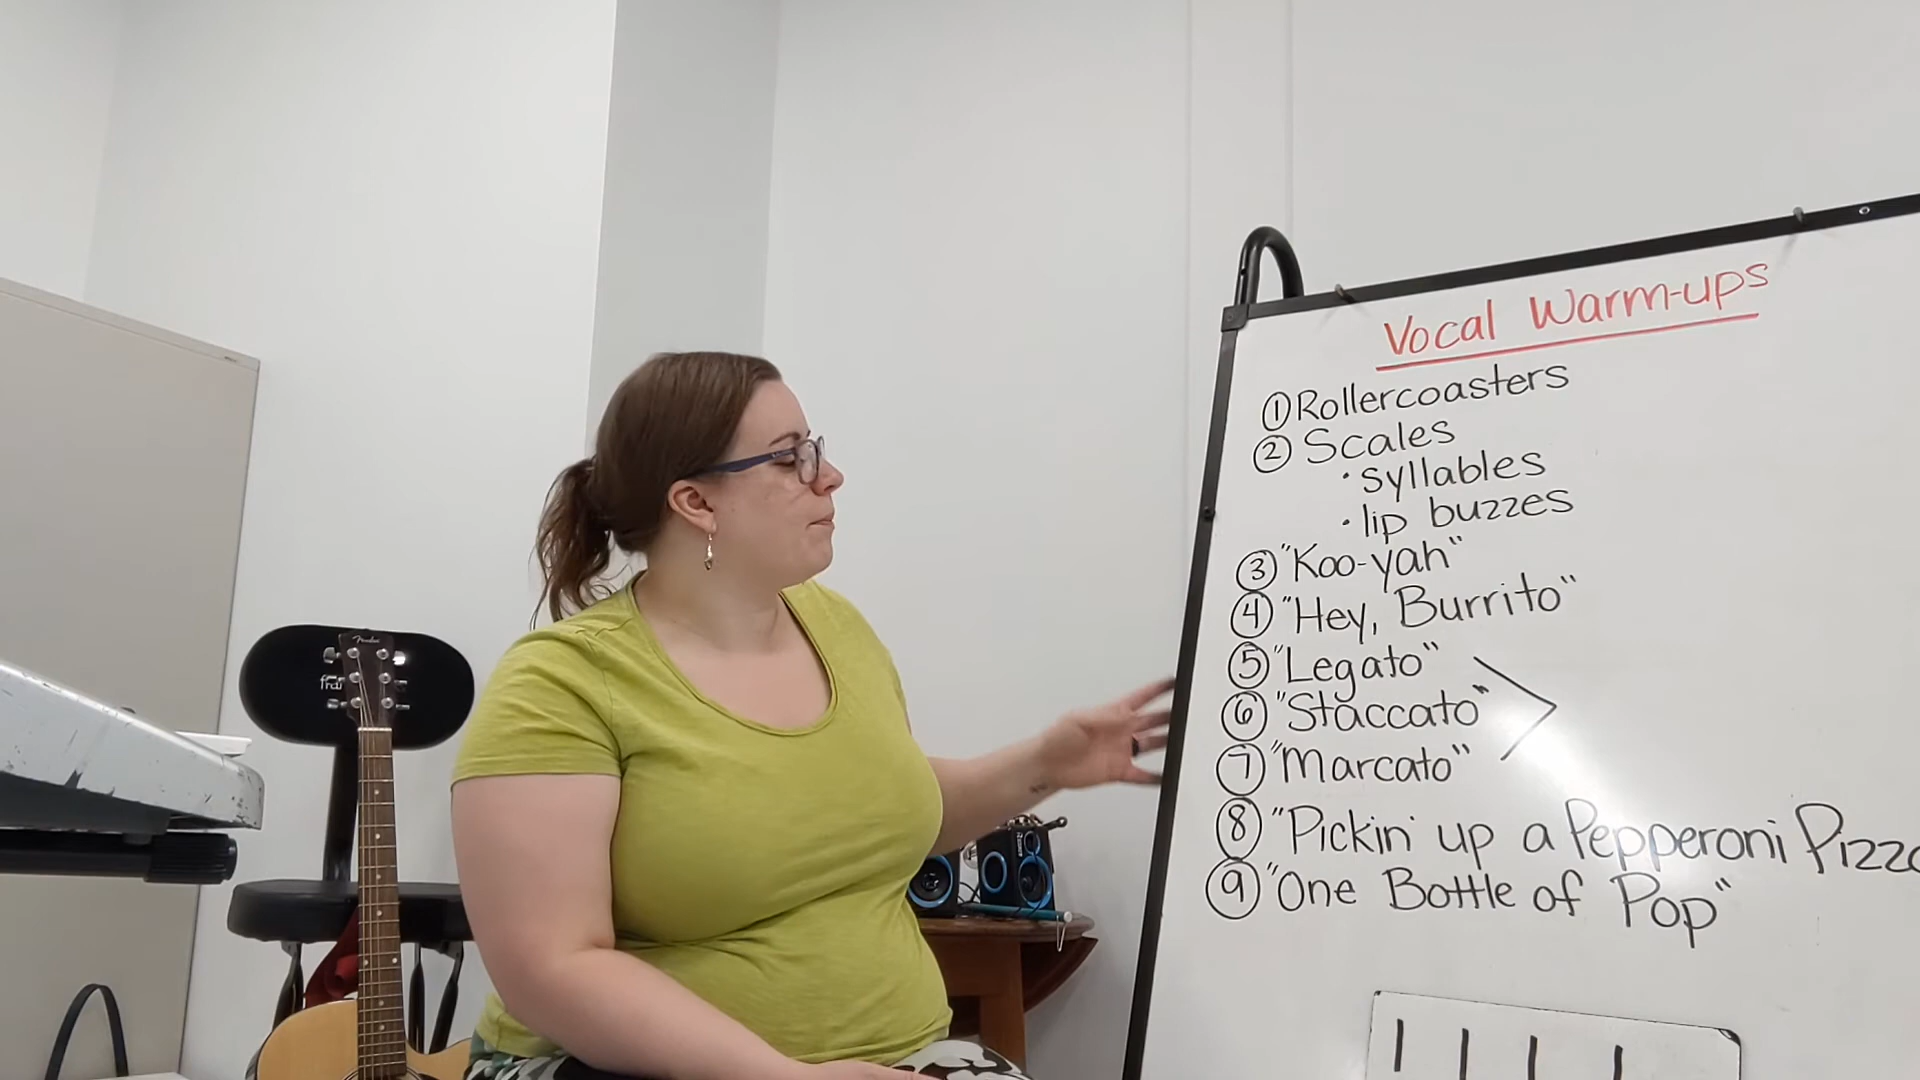 Vocal Warm-ups
① Rollercoasters
② Scales
• syllables
• lip buzzes
③ "Koo-yah"
④ "Hey, Burrito"
⑤ "Legato"
⑥ "Staccato"
⑦ "Marcato"
⑧ "Pickin' up a Pepperoni
⑨ "One Bottle of Pop"
Fender